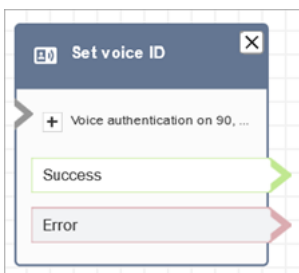 Set voice ID
Voice authentication on 90, ...
Success
Error